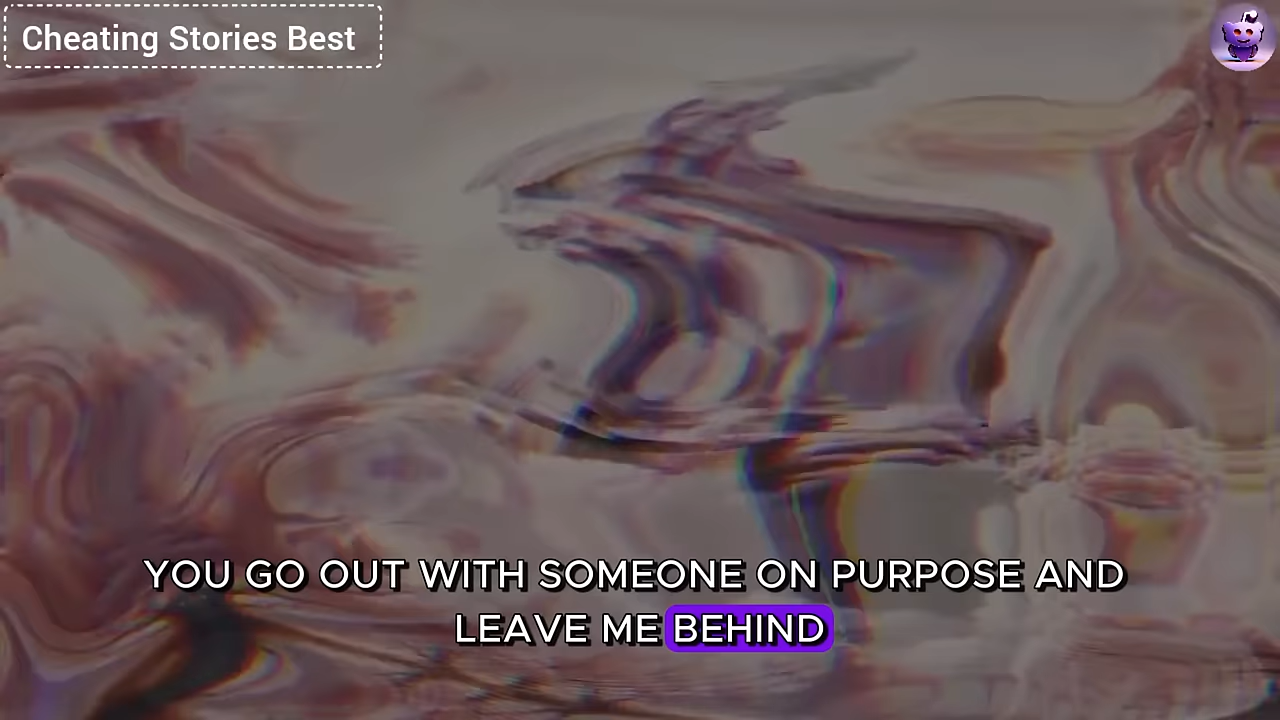 Cheating Stories Best
YOU GO OUT WITH SOMEONE ON PURPOSE AND
LEAVE ME BEHIND